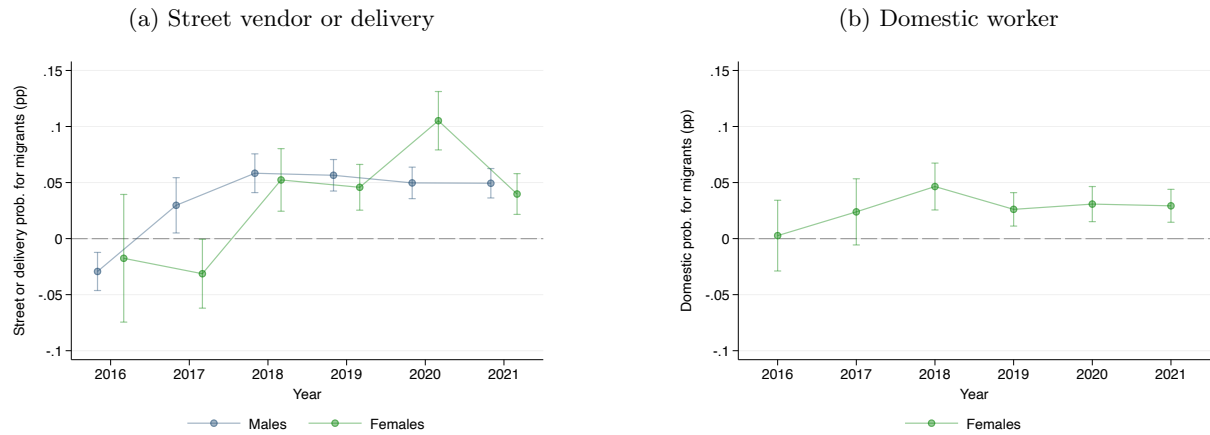 (a) Street vendor or delivery
Street or delivery prob. for migrants (pp)
.15
.1
.05
0
-.05
-.1
2016 2017 2018 2019 2020 2021
Year
Males Females
(b) Domestic worker
Domestic prob. for migrants (pp)
.15
.1
.05
0
-.05
-.1
2016 2017 2018 2019 2020 2021
Year
Females